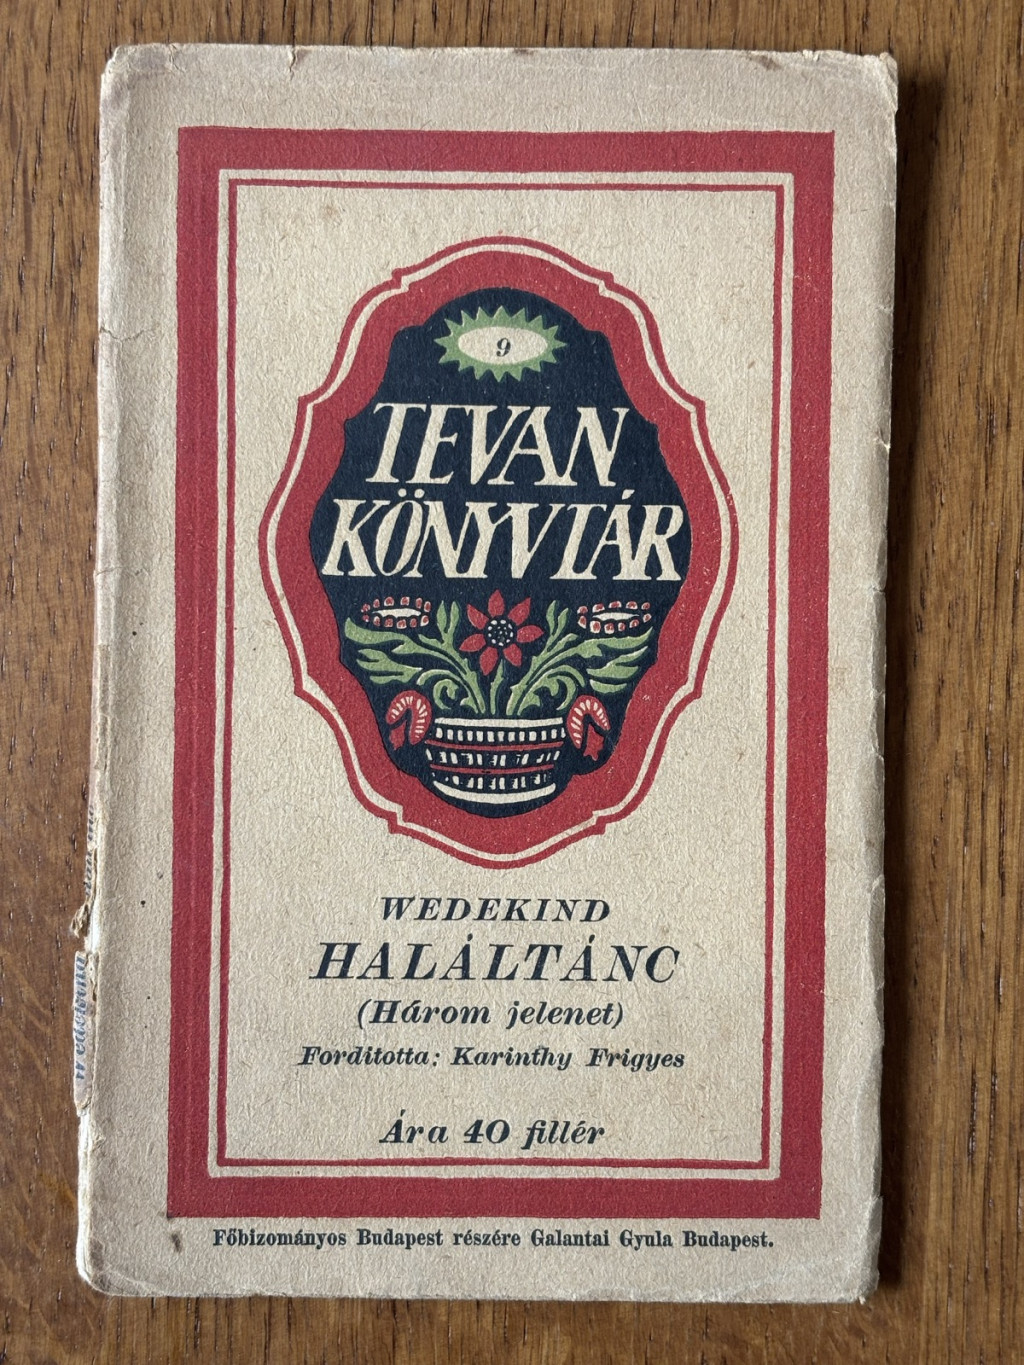 9
TEVAN
KÖNYVTÁR
WEDEKIND
HALÁLTÁNC
(Három jelenet)
Forditotta: Karinthy Frigyes
Ára 40 fillér
Főbizományos Budapest részére Galantai Gyula Budapest.